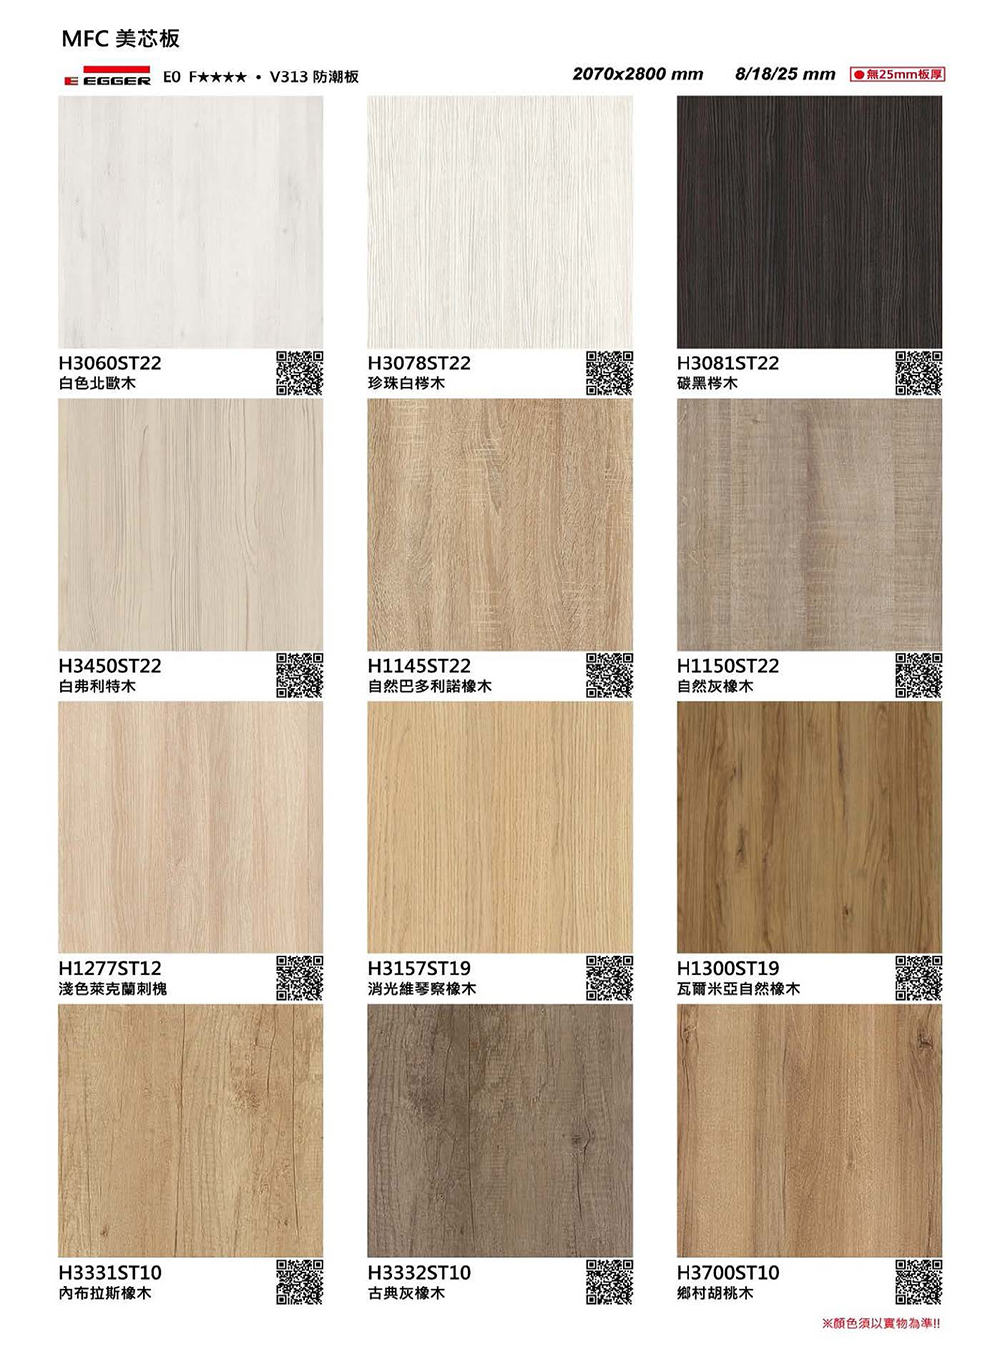 MFC 美芯板
E EGGER E0 F★★★★ • V313 防潮板 2070x2800 mm 8/18/25 mm ●無25mm板厚
H3060ST22
白色北歐木
H3078ST22
珍珠白梣木
H3081ST22
碳黑梣木
H3450ST22
白弗利特木
H1145ST22
自然巴多利諾橡木
H1150ST22
自然灰橡木
H1277ST12
淺色萊克蘭刺槐
H3157ST19
消光維琴察橡木
H1300ST19
瓦爾米亞自然橡木
H3331ST10
內布拉斯橡木
H3332ST10
古典灰橡木
H3700ST10
鄉村胡桃木
※顏色須以實物為準!!